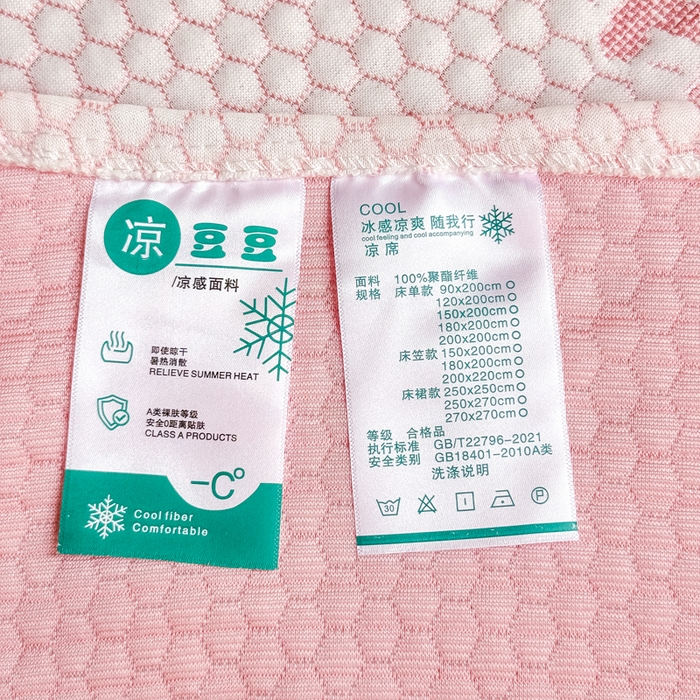 凉豆豆
/凉感面料
即使晾干
暑热消散
RELIEVE SUMMER HEAT
A类裸肤等级
安全0距离贴肤
CLASS A PRODUCTS
-C°
Cool fiber
Comfortable
COOL
冰感凉爽 随我行
cool feeling and cool accompanying
凉席
面料 100%聚酯纤维
规格 床单款 90x200cm
120x200cm
150x200cm
180x200cm
200x200cm
床笠款 150x200cm
180x200cm
200x220cm
床裙款 250x250cm
250x270cm
270x270cm
等级 合格品
执行标准 GB/T22796-2021
安全类别 GB18401-2010A类
洗涤说明
30
P